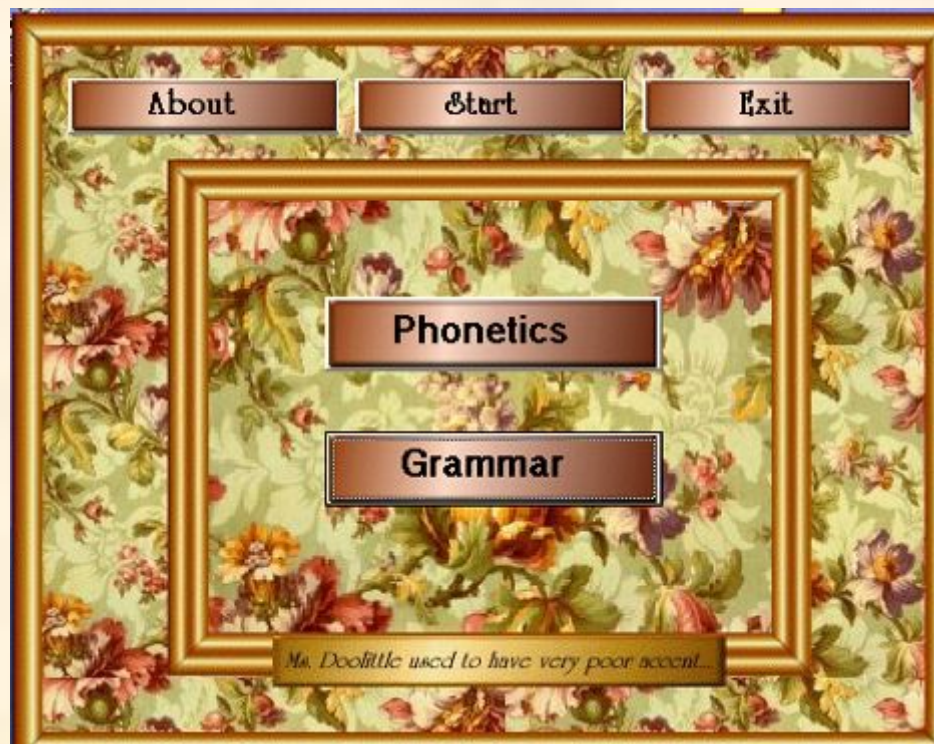 About Start Exit
Phonetics
Grammar
Ms. Doolittle used to have very poor accent...